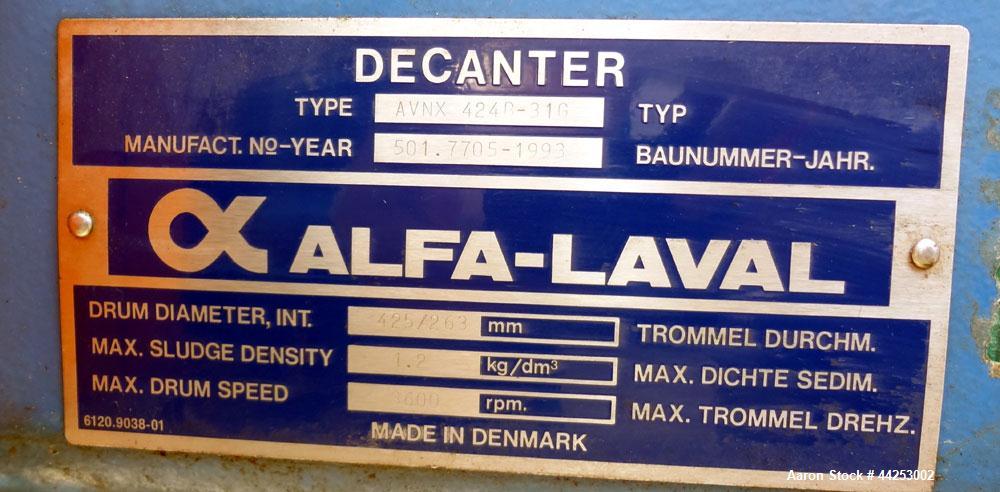 DECANTER
TYPE AVNX 424B-31G TYP
MANUFACT. Nº-YEAR 501.7705-1993 BAUNUMMER-JAHR.
ALFA-LAVAL
DRUM DIAMETER, INT. 425/263 mm TROMMEL DURCHM.
MAX. SLUDGE DENSITY 1.2 kg/dm³ MAX. DICHTE SEDIM.
MAX. DRUM SPEED 3600 rpm. MAX. TROMMEL DREHZ.
6120.9038-01
MADE IN DENMARK
Aaron Stock # 44253002